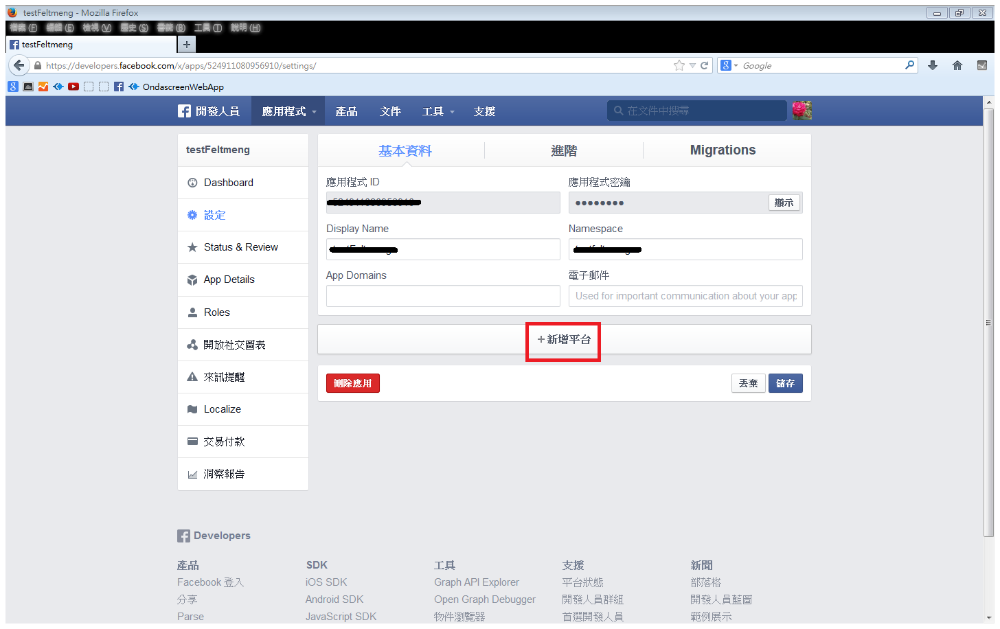 testFeltmeng - Mozilla Firefox
檔案 (F) 編輯 (E) 檢視 (V) 歷史 (S) 書籤 (B) 工具 (T) 說明 (H)
testFeltmeng
https://developers.facebook.com/x/apps/524911080956910/settings/
Google
OndascreenWebApp
開發人員 應用程式 產品 文件 工具 支援 在文件中搜尋
testFeltmeng
Dashboard
設定
Status & Review
App Details
Roles
開放社交圖表
來訊提醒
Localize
交易付款
洞察報告
基本資料 進階 Migrations
應用程式 ID 應用程式密鑰
顯示
Display Name Namespace
App Domains 電子郵件
Used for important communication about your app
+新增平台
刪除應用 丟棄 儲存
Developers
產品 SDK 工具 支援 新聞
Facebook 登入 iOS SDK Graph API Explorer 平台狀態 部落格
分享 Android SDK Open Graph Debugger 開發人員群組 開發人員藍圖
Parse JavaScript SDK 物件瀏覽器 首選開發人員 範例展示